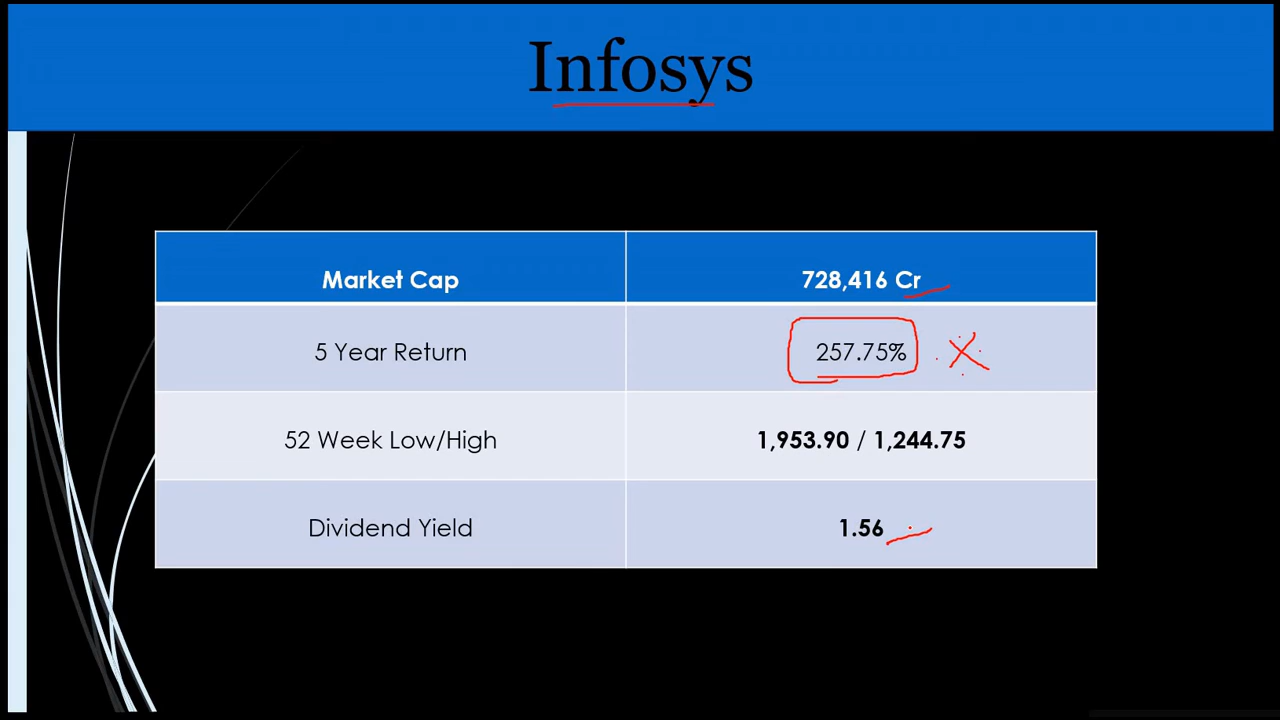 Infosys
Market Cap 728,416 Cr
5 Year Return 257.75%
52 Week Low/High 1,953.90 / 1,244.75
Dividend Yield 1.56